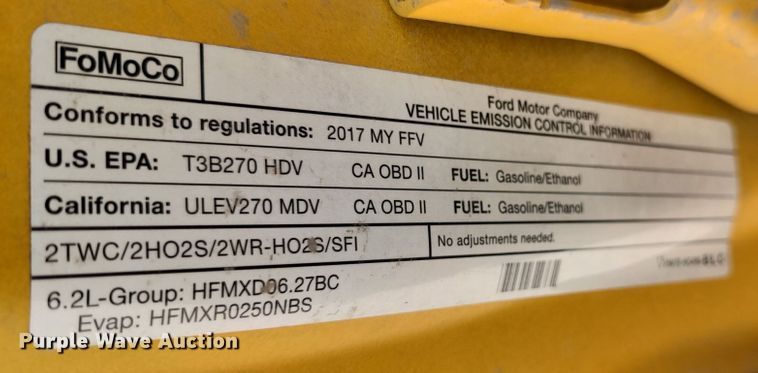 FoMoCo
Ford Motor Company
VEHICLE EMISSION CONTROL INFORMATION
Conforms to regulations: 2017 MY FFV
U.S. EPA: T3B270 HDV CA OBD II FUEL: Gasoline/Ethanol
California: ULEV270 MDV CA OBD II FUEL: Gasoline/Ethanol
2TWC/2HO2S/2WR-HO2S/SFI No adjustments needed.
6.2L-Group: HFMXD06.27BC
Evap: HFMXR0250NBS
Purple Wave Auction